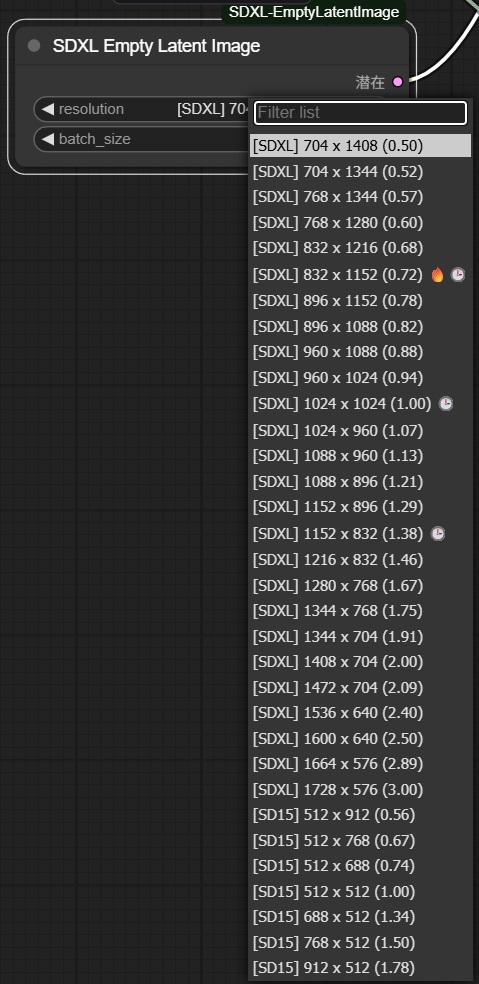 SDXL-EmptyLatentImage
SDXL Empty Latent Image
潜在
resolution [SDXL] 704
batch_size
Filter list
[SDXL] 704 x 1408 (0.50)
[SDXL] 704 x 1344 (0.52)
[SDXL] 768 x 1344 (0.57)
[SDXL] 768 x 1280 (0.60)
[SDXL] 832 x 1216 (0.68)
[SDXL] 832 x 1152 (0.72) 🔥 🕒
[SDXL] 896 x 1152 (0.78)
[SDXL] 896 x 1088 (0.82)
[SDXL] 960 x 1088 (0.88)
[SDXL] 960 x 1024 (0.94)
[SDXL] 1024 x 1024 (1.00) 🕒
[SDXL] 1024 x 960 (1.07)
[SDXL] 1088 x 960 (1.13)
[SDXL] 1088 x 896 (1.21)
[SDXL] 1152 x 896 (1.29)
[SDXL] 1152 x 832 (1.38) 🕒
[SDXL] 1216 x 832 (1.46)
[SDXL] 1280 x 768 (1.67)
[SDXL] 1344 x 768 (1.75)
[SDXL] 1344 x 704 (1.91)
[SDXL] 1408 x 704 (2.00)
[SDXL] 1472 x 704 (2.09)
[SDXL] 1536 x 640 (2.40)
[SDXL] 1600 x 640 (2.50)
[SDXL] 1664 x 576 (2.89)
[SDXL] 1728 x 576 (3.00)
[SD15] 512 x 912 (0.56)
[SD15] 512 x 768 (0.67)
[SD15] 512 x 688 (0.74)
[SD15] 512 x 512 (1.00)
[SD15] 688 x 512 (1.34)
[SD15] 768 x 512 (1.50)
[SD15] 912 x 512 (1.78)